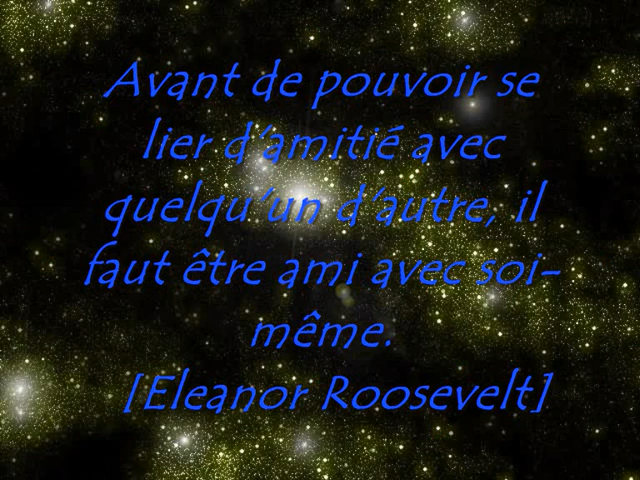 Avant de pouvoir se
lier d'amitié avec
quelqu'un d'autre, il
faut être ami avec soi-
même.
[Eleanor Roosevelt]